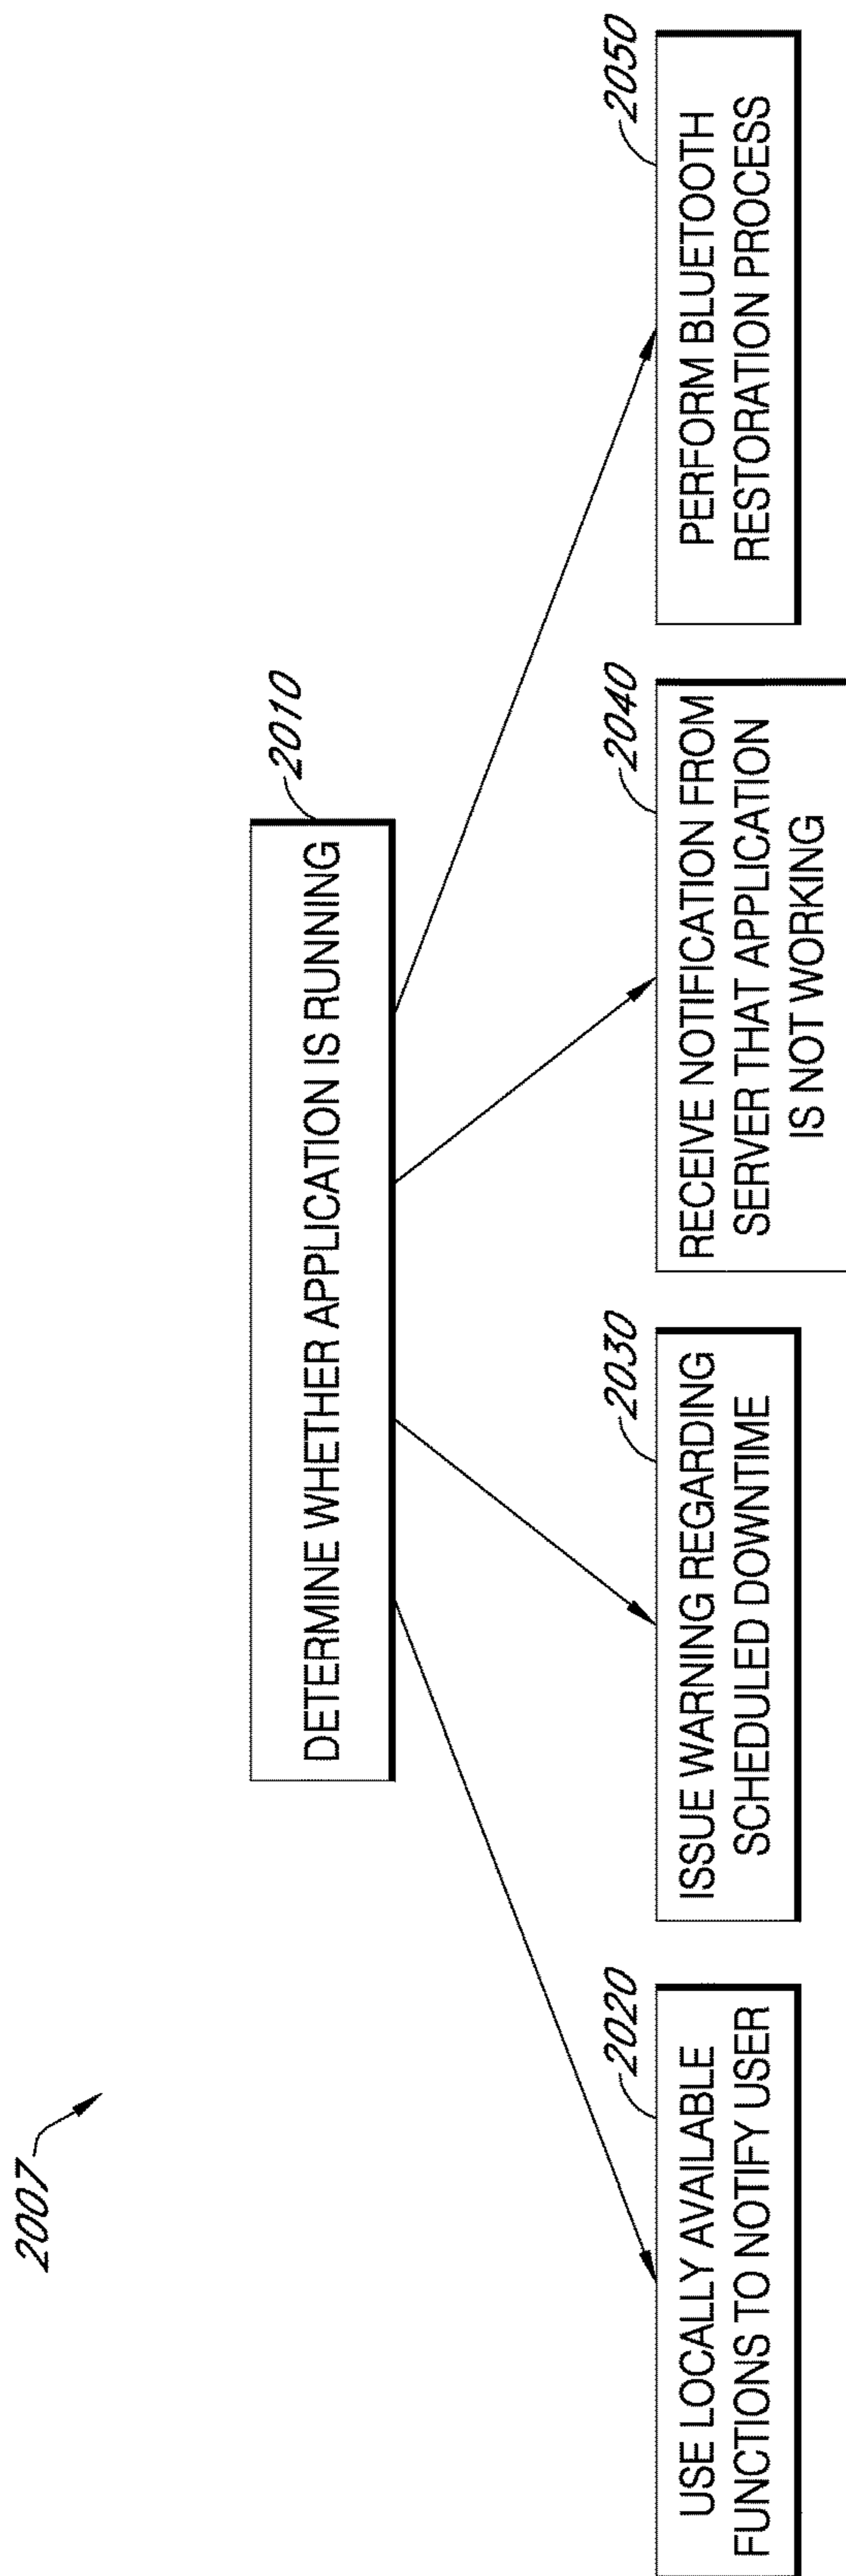 2007
2010
DETERMINE WHETHER APPLICATION IS RUNNING
2020
USE LOCALLY AVAILABLE
FUNCTIONS TO NOTIFY USER
2030
ISSUE WARNING REGARDING
SCHEDULED DOWNTIME
2040
RECEIVE NOTIFICATION FROM
SERVER THAT APPLICATION
IS NOT WORKING
2050
PERFORM BLUETOOTH
RESTORATION PROCESS